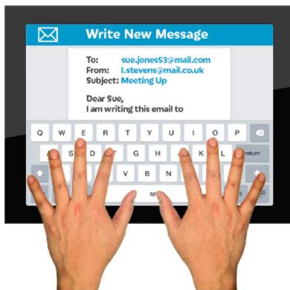 Write New Message
To: sue.jones53@mail.com
From: l.stevens@mail.co.uk
Subject: Meeting Up
Dear Sue,
I am writing this email to
Q W E R T Y U I O P
S D G H K L return
V B N